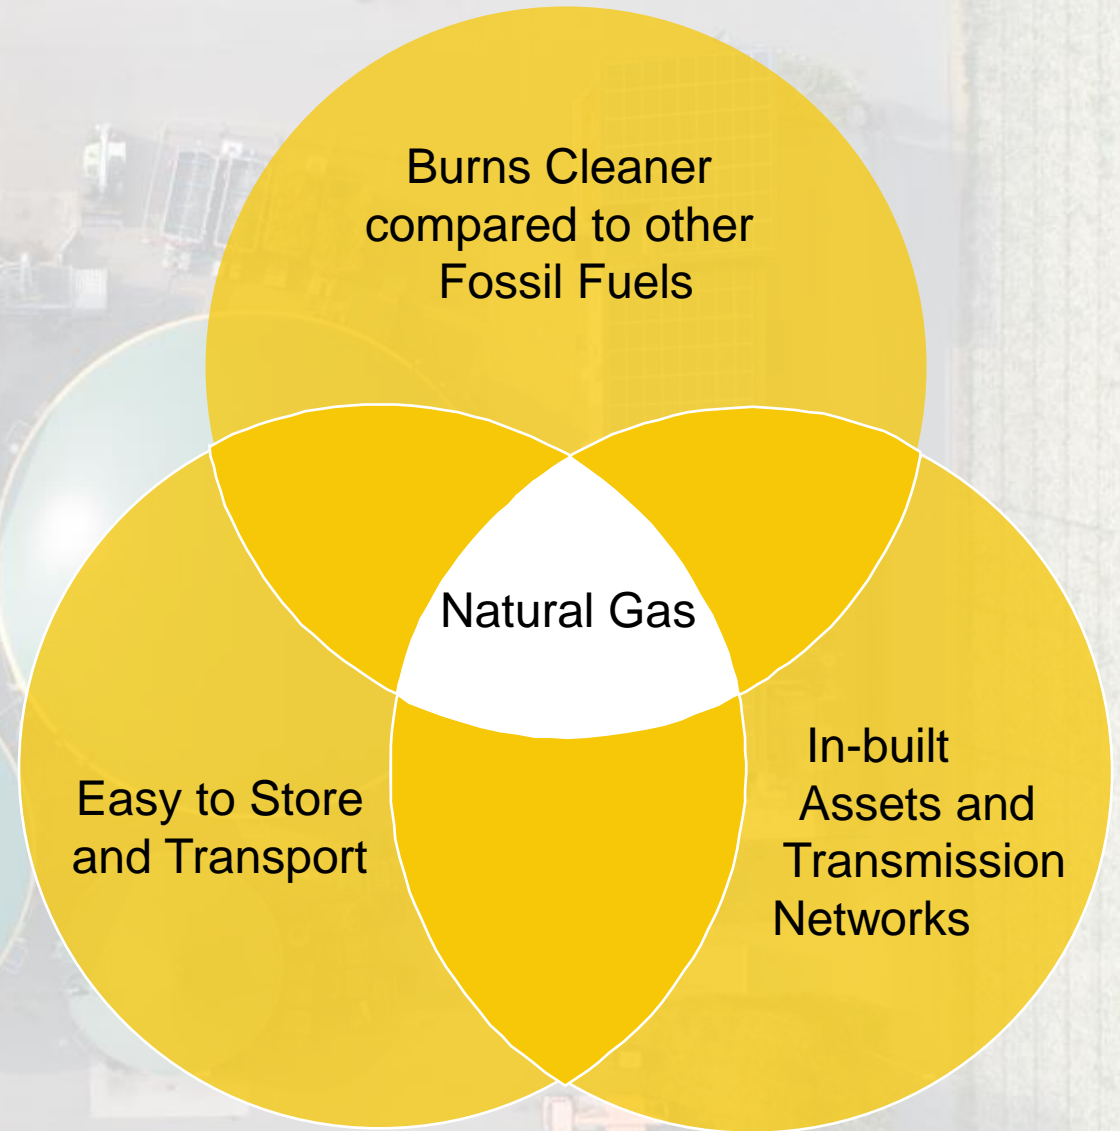 Burns Cleaner
compared to other
Fossil Fuels
Natural Gas
Easy to Store
and Transport
In-built
Assets and
Transmission
Networks